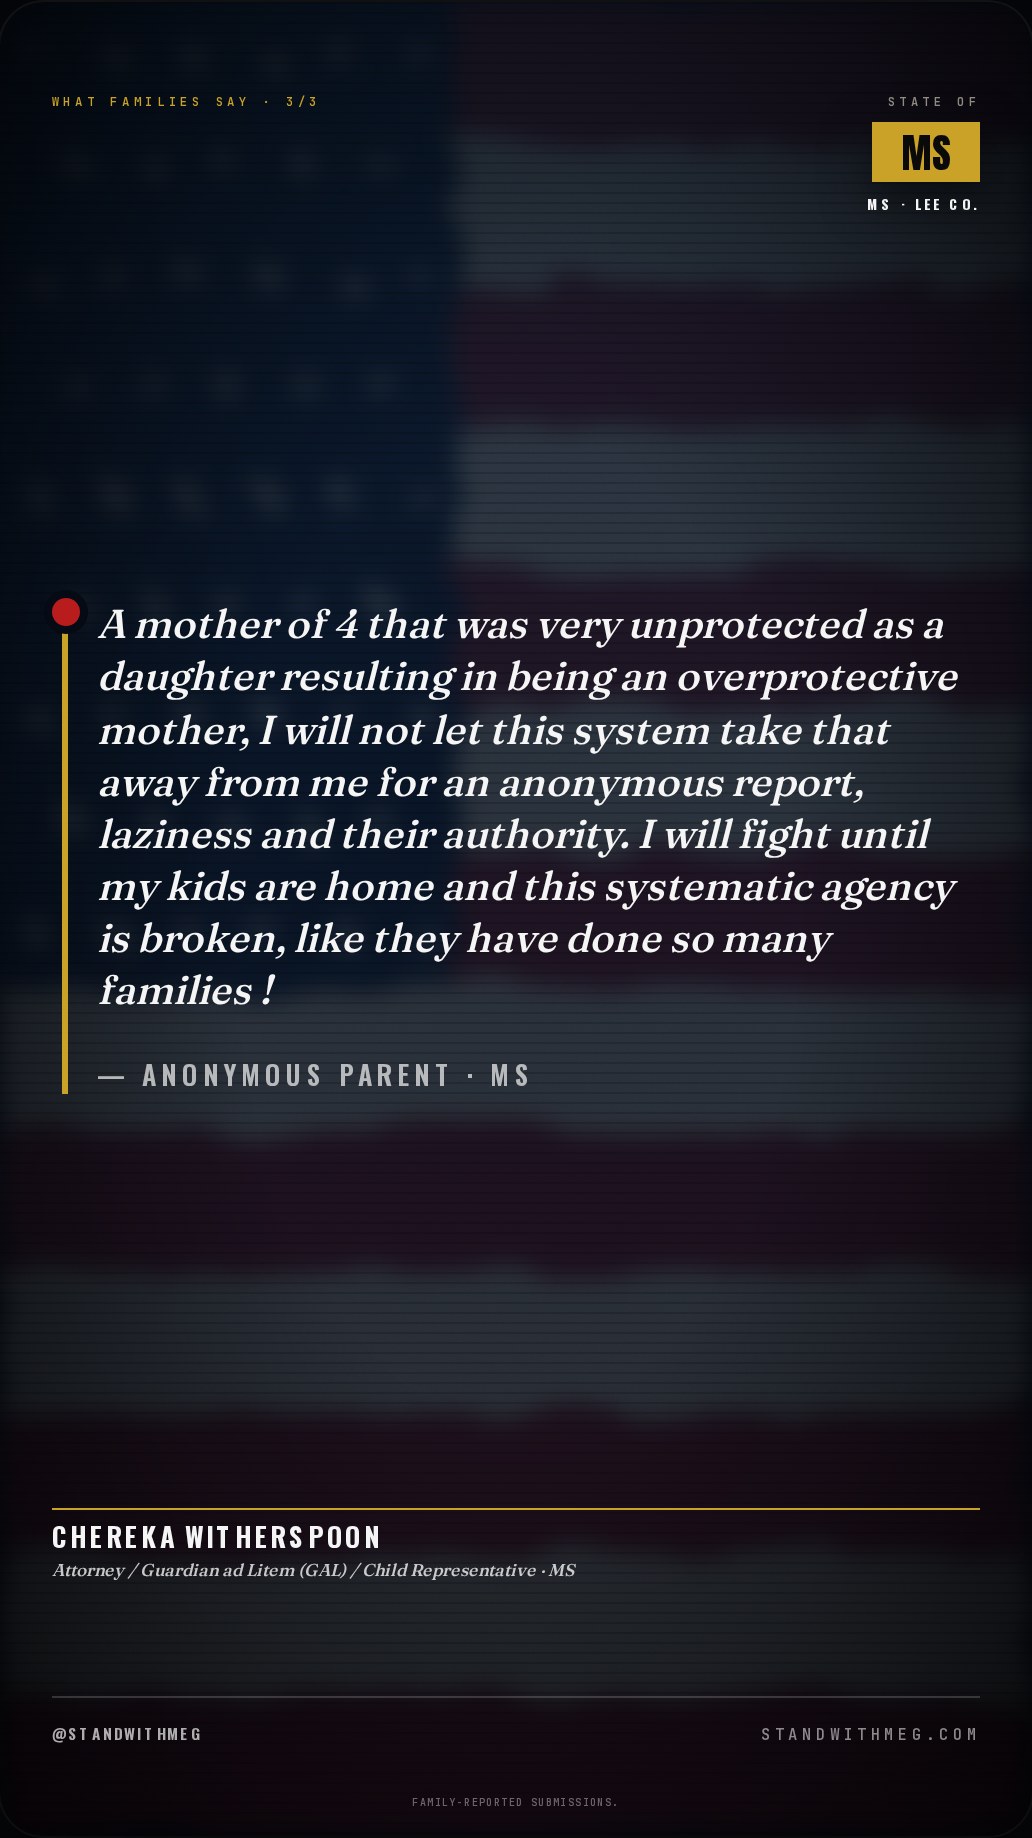 WHAT FAMILIES SAY · 3/3
STATE OF
MS
MS · LEE CO.
A mother of 4 that was very unprotected as a
daughter resulting in being an overprotective
mother, I will not let this system take that
away from me for an anonymous report,
laziness and their authority. I will fight until
my kids are home and this systematic agency
is broken, like they have done so many
families !
— ANONYMOUS PARENT · MS
CHEREKA WITHERSPOON
Attorney / Guardian ad Litem (GAL) / Child Representative · MS
@STANDWITHMEG
STANDWITHMEG.COM
FAMILY-REPORTED SUBMISSIONS.